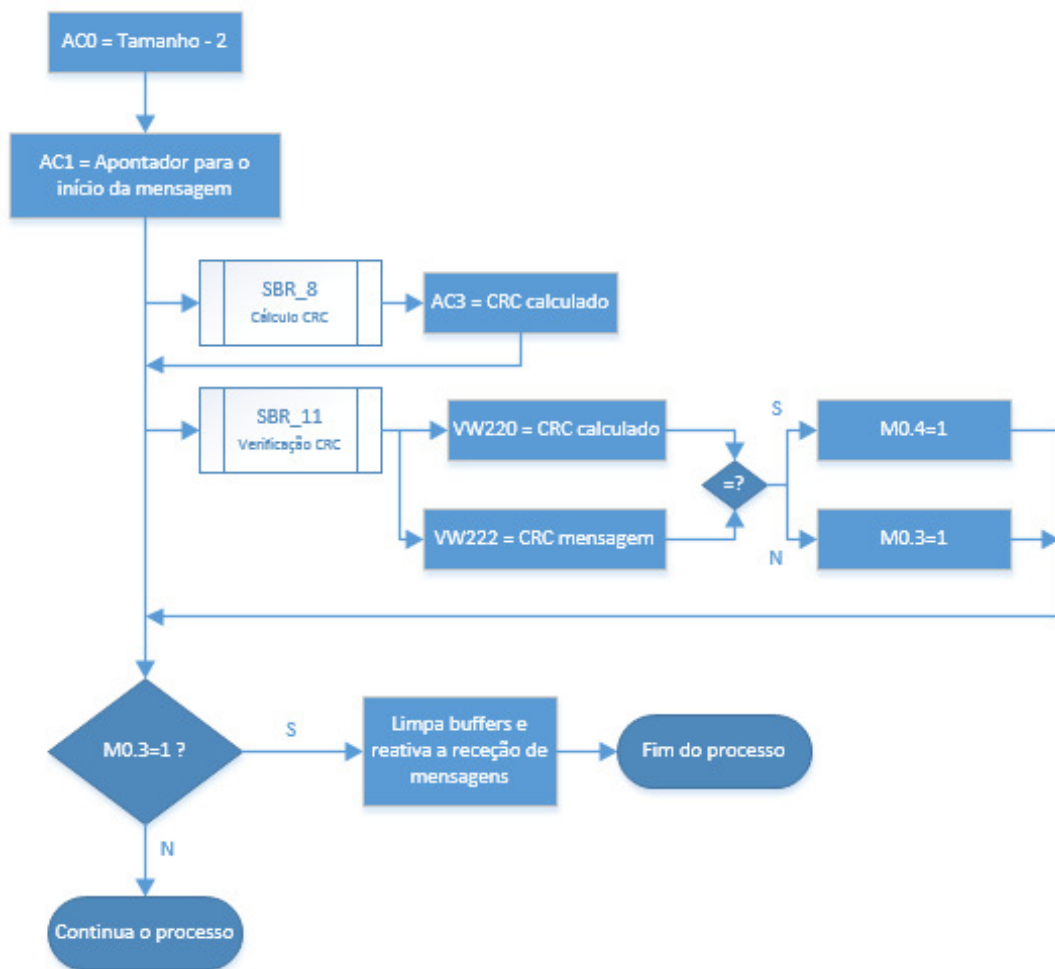 AC0 = Tamanho - 2
AC1 = Apontador para o
início da mensagem
SBR_8
Cálculo CRC
AC3 = CRC calculado
SBR_11
Verificação CRC
VW220 = CRC calculado
VW222 = CRC mensagem
=?
S
N
M0.4=1
M0.3=1
M0.3=1 ?
S
Limpa buffers e
reativa a receção de
mensagens
Fim do processo
N
Continua o processo